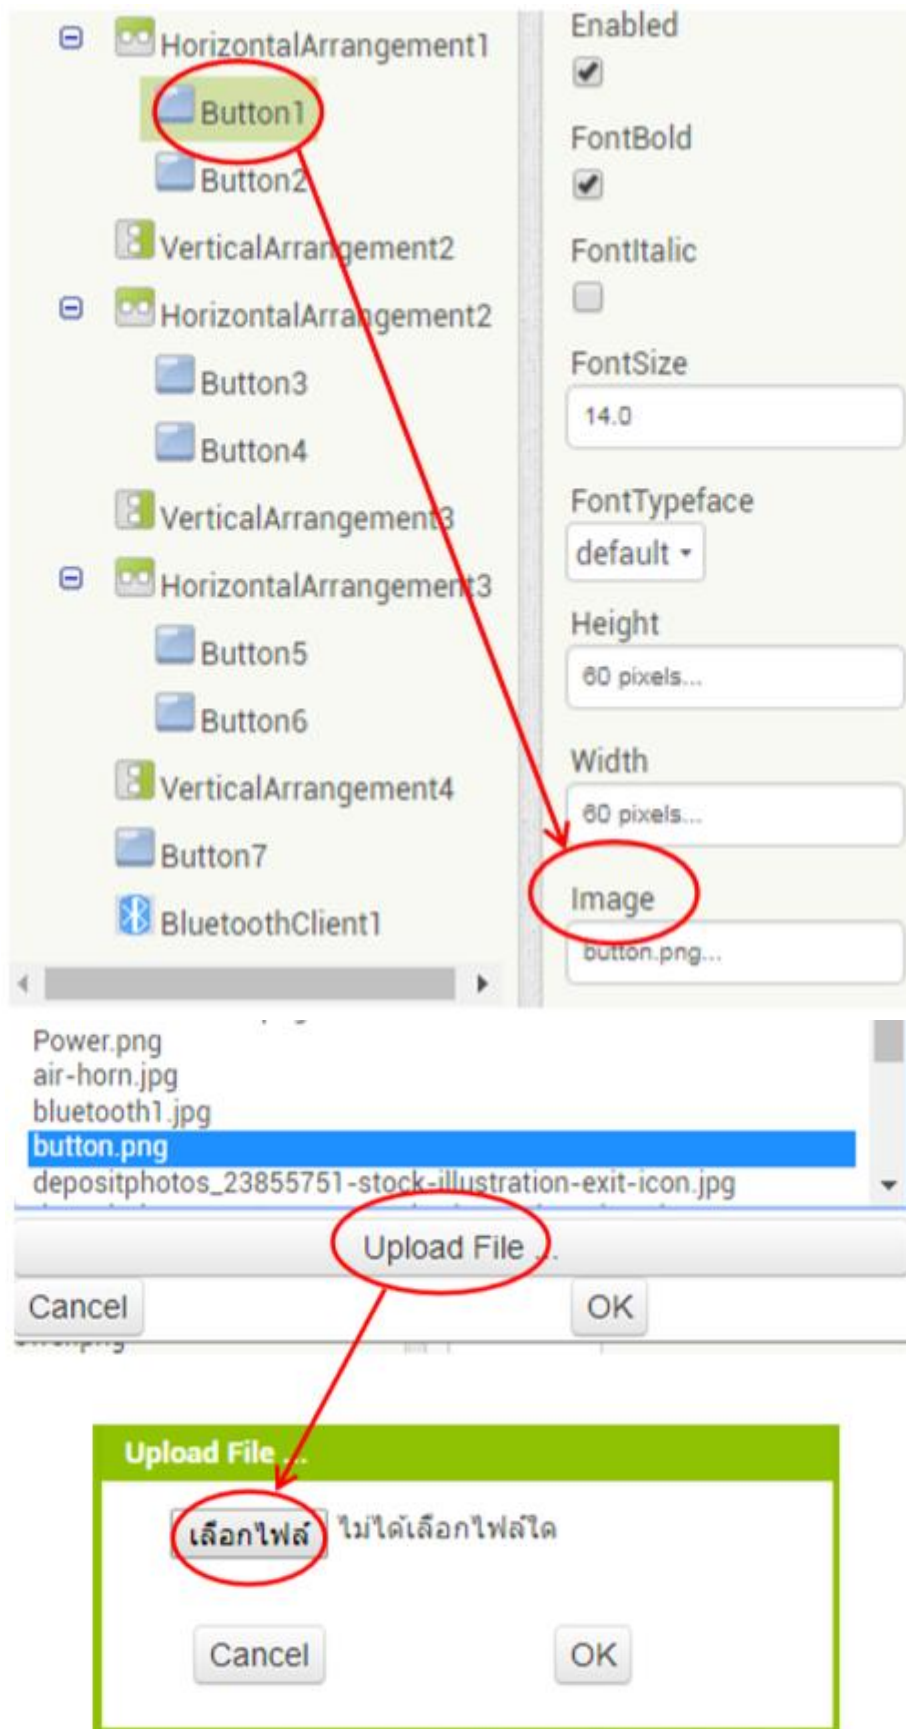 HorizontalArrangement1
Button1
Button2
VerticalArrangement2
HorizontalArrangement2
Button3
Button4
VerticalArrangement3
HorizontalArrangement3
Button5
Button6
VerticalArrangement4
Button7
BluetoothClient1
Enabled
FontBold
FontItalic
FontSize
14.0
FontTypeface
default
Height
60 pixels...
Width
60 pixels...
Image
button.png...
Power.png
air-horn.jpg
bluetooth1.jpg
button.png
depositphotos_23855751-stock-illustration-exit-icon.jpg
Upload File ...
Cancel OK
Upload File ...
เลือกไฟล์ ไม่ได้เลือกไฟล์ใด
Cancel OK